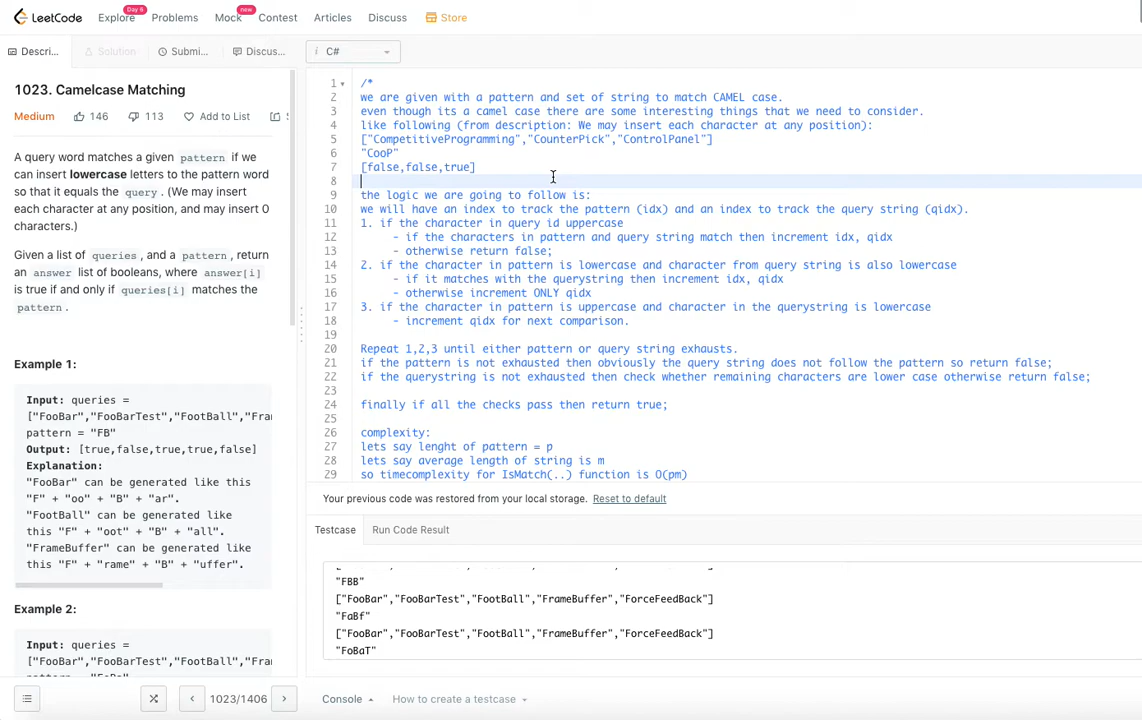 LeetCode
Explore
Day 6
Problems
Mock
new
Contest
Articles
Discuss
Store
Descri...
Solution
Submi...
Discus...
i C#
1023. Camelcase Matching
Medium 146 113 Add to List
A query word matches a given pattern if we
can insert lowercase letters to the pattern word
so that it equals the query . (We may insert
each character at any position, and may insert 0
characters.)
Given a list of queries , and a pattern , return
an answer list of booleans, where answer[i]
is true if and only if queries[i] matches the
pattern .
Example 1:
Input: queries =
["FooBar","FooBarTest","FootBall","Fra
pattern = "FB"
Output: [true,false,true,true,false]
Explanation:
"FooBar" can be generated like this
"F" + "oo" + "B" + "ar".
"FootBall" can be generated like
this "F" + "oot" + "B" + "all".
"FrameBuffer" can be generated like
this "F" + "rame" + "B" + "uffer".
Example 2:
Input: queries =
["FooBar","FooBarTest","FootBall","Fra
1 /*
2 we are given with a pattern and set of string to match CAMEL case.
3 even though its a camel case there are some interesting things that we need to consider.
4 like following (from description: We may insert each character at any position):
5 ["CompetitiveProgramming","CounterPick","ControlPanel"]
6 "CooP"
7 [false,false,true]
8
9 the logic we are going to follow is:
10 we will have an index to track the pattern (idx) and an index to track the query string (qidx).
11 1. if the character in query id uppercase
12 - if the characters in pattern and query string match then increment idx, qidx
13 - otherwise return false;
14 2. if the character in pattern is lowercase and character from query string is also lowercase
15 - if it matches with the querystring then increment idx, qidx
16 - otherwise increment ONLY qidx
17 3. if the character in pattern is uppercase and character in the querystring is lowercase
18 - increment qidx for next comparison.
19
20 Repeat 1,2,3 until either pattern or query string exhausts.
21 if the pattern is not exhausted then obviously the query string does not follow the pattern so return false;
22 if the querystring is not exhausted then check whether remaining characters are lower case otherwise return false;
23
24 finally if all the checks pass then return true;
25
26 complexity:
27 lets say lenght of pattern = p
28 lets say average length of string is m
29 so timecomplexity for IsMatch(..) function is O(pm)
Your previous code was restored from your local storage. Reset to default
Testcase
Run Code Result
"FBB"
["FooBar","FooBarTest","FootBall","FrameBuffer","ForceFeedBack"]
"FaBf"
["FooBar","FooBarTest","FootBall","FrameBuffer","ForceFeedBack"]
"FoBaT"
1023/1406
Console
How to create a testcase